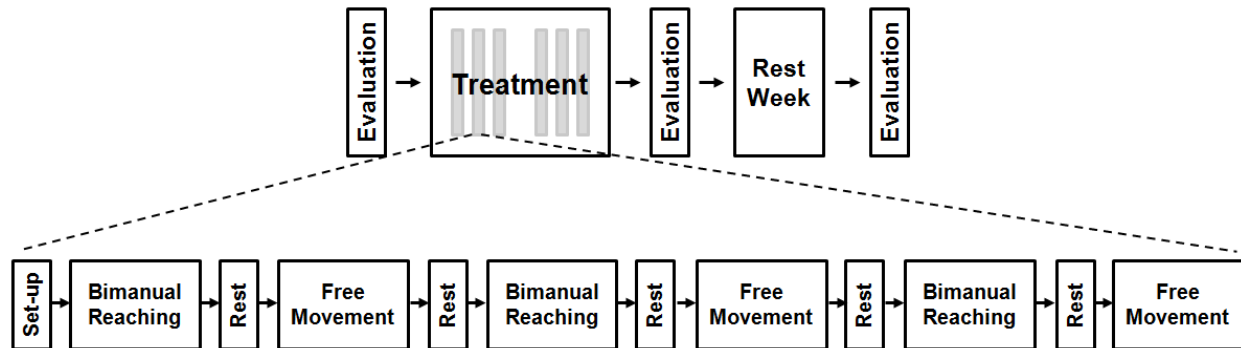 Evaluation
Treatment
Evaluation
Rest
Week
Evaluation
Set-up
Bimanual
Reaching
Rest
Free
Movement
Rest
Bimanual
Reaching
Rest
Free
Movement
Rest
Bimanual
Reaching
Rest
Free
Movement